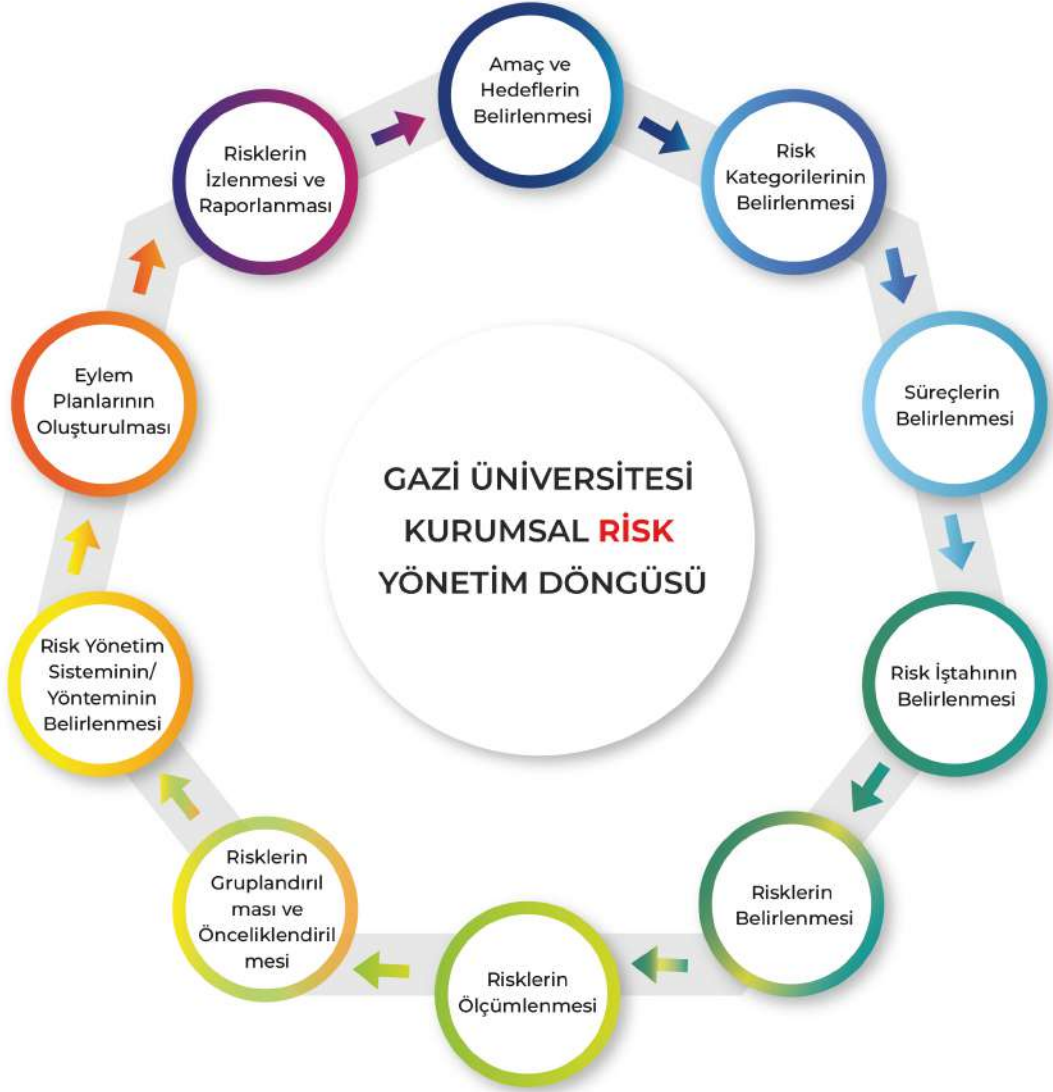 Amaç ve
Hedeflerin
Belirlenmesi
Risk
Kategorilerinin
Belirlenmesi
Süreçlerin
Belirlenmesi
Risk İştahının
Belirlenmesi
Risklerin
Belirlenmesi
Risklerin
Ölçümlenmesi
Risklerin
Gruplandırıl
ması ve
Önceliklendiril
mesi
Risk Yönetim
Sisteminin/
Yönteminin
Belirlenmesi
Eylem
Planlarının
Oluşturulması
Risklerin
İzlenmesi ve
Raporlanması
GAZİ ÜNİVERSİTESİ
KURUMSAL RİSK
YÖNETİM DÖNGÜSÜ